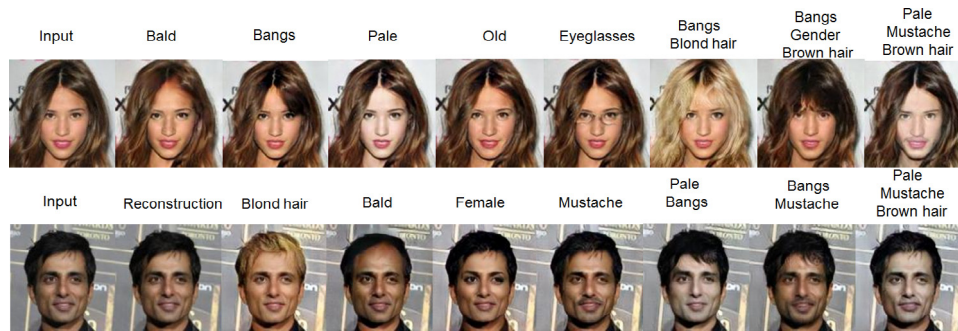 Input
Bald
Bangs
Pale
Old
Eyeglasses
Bangs
Blond hair
Bangs
Gender
Brown hair
Pale
Mustache
Brown hair
Input
Reconstruction
Blond hair
Bald
Female
Mustache
Pale
Bangs
Bangs
Mustache
Pale
Mustache
Brown hair